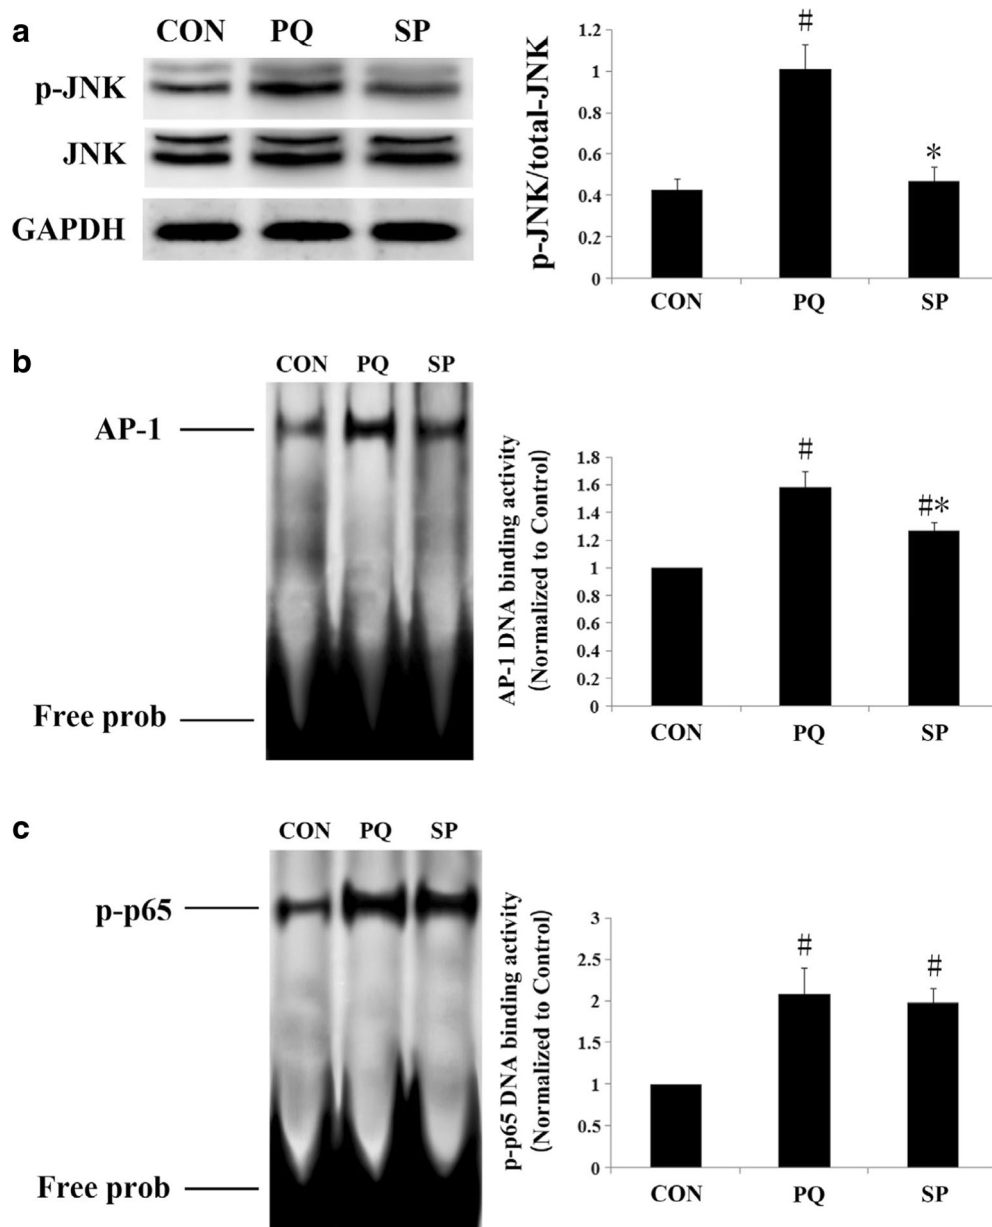 a
CON PQ SP
p-JNK
JNK
GAPDH
p-JNK/total-JNK
1.2
1
0.8
0.6
0.4
0.2
0
#
*
CON PQ SP
b
CON PQ SP
AP-1
Free prob
AP-1 DNA binding activity
(Normalized to Control)
1.8
1.6
1.4
1.2
1
0.8
0.6
0.4
0.2
0
#
#*
CON PQ SP
c
CON PQ SP
p-p65
Free prob
p-p65 DNA binding activity
(Normalized to Control)
3
2.5
2
1.5
1
0.5
0
#
#
CON PQ SP